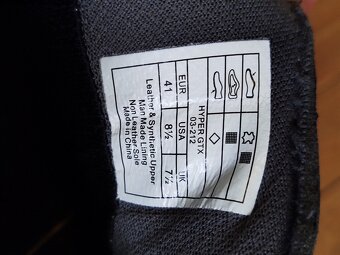 HYPER GTX
03-212
EUR USA UK
41 8½ 7½
Leather & Synthetic Upper
Man Made Lining
Non Leather Sole
Made in China